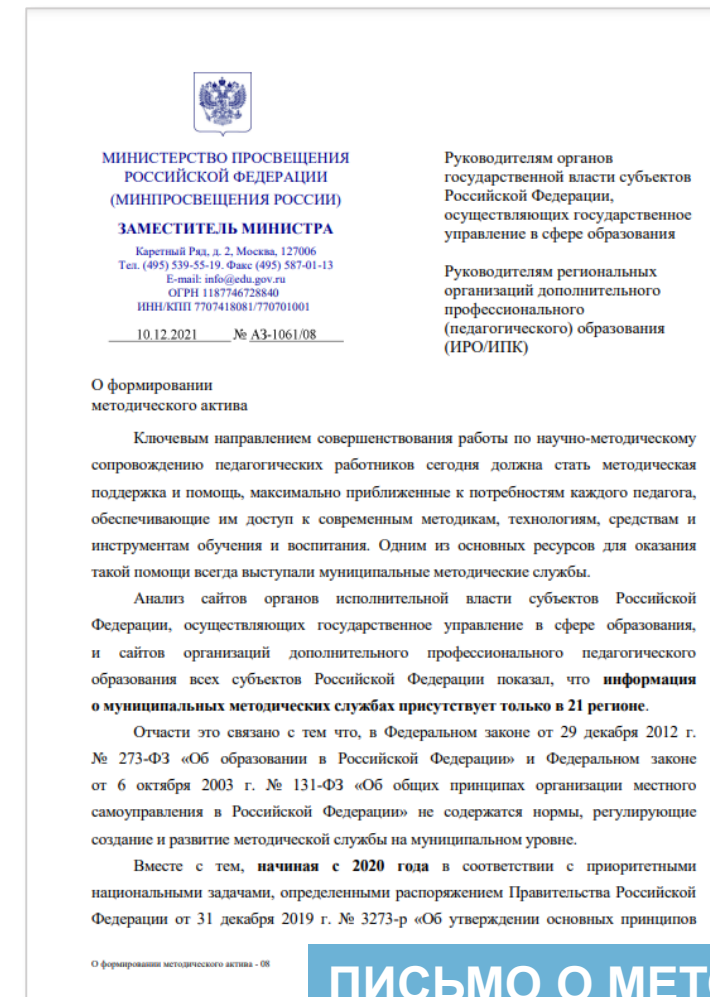 МИНИСТЕРСТВО ПРОСВЕЩЕНИЯ
РОССИЙСКОЙ ФЕДЕРАЦИИ
(МИНПРОСВЕЩЕНИЯ РОССИИ)
ЗАМЕСТИТЕЛЬ МИНИСТРА
Каретный Ряд, д. 2, Москва, 127006
Тел. (495) 539-55-19. Факс (495) 587-01-13
E-mail: info@edu.gov.ru
ОГРН 1187746728840
ИНН/КПП 7707418081/770701001
10.12.2021 № АЗ-1061/08
Руководителям органов
государственной власти субъектов
Российской Федерации,
осуществляющих государственное
управление в сфере образования
Руководителям региональных
организаций дополнительного
профессионального
(педагогического) образования
(ИРО/ИПК)
О формировании
методического актива
Ключевым направлением совершенствования работы по научно-методическому
сопровождению педагогических работников сегодня должна стать методическая
поддержка и помощь, максимально приближенные к потребностям каждого педагога,
обеспечивающие им доступ к современным методикам, технологиям, средствам и
инструментам обучения и воспитания. Одним из основных ресурсов для оказания
такой помощи всегда выступали муниципальные методические службы.
Анализ сайтов органов исполнительной власти субъектов Российской
Федерации, осуществляющих государственное управление в сфере образования,
и сайтов организаций дополнительного профессионального педагогического
образования всех субъектов Российской Федерации показал, что информация
о муниципальных методических службах присутствует только в 21 регионе.
Отчасти это связано с тем что, в Федеральном законе от 29 декабря 2012 г.
№ 273-ФЗ «Об образовании в Российской Федерации» и Федеральном законе
от 6 октября 2003 г. № 131-ФЗ «Об общих принципах организации местного
самоуправления в Российской Федерации» не содержатся нормы, регулирующие
создание и развитие методической службы на муниципальном уровне.
Вместе с тем, начиная с 2020 года в соответствии с приоритетными
национальными задачами, определенными распоряжением Правительства Российской
Федерации от 31 декабря 2019 г. № 3273-р «Об утверждении основных принципов
О формировании методического актива - 08
ПИСЬМО О МЕТО